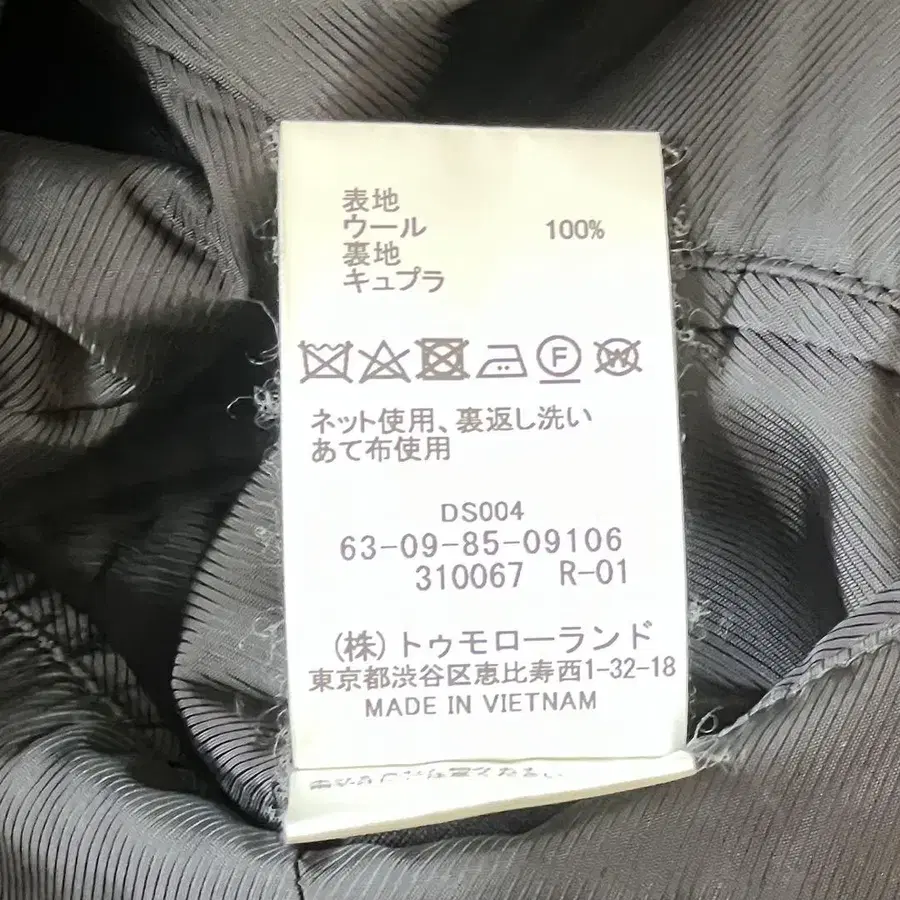 表地
ウール 100%
裏地
キュプラ
F
W
ネット使用、裏返し洗い
あて布使用
DS004
63-09-85-09106
310067 R-01
(株)トゥモローランド
東京都渋谷区恵比寿西1-32-18
MADE IN VIETNAM